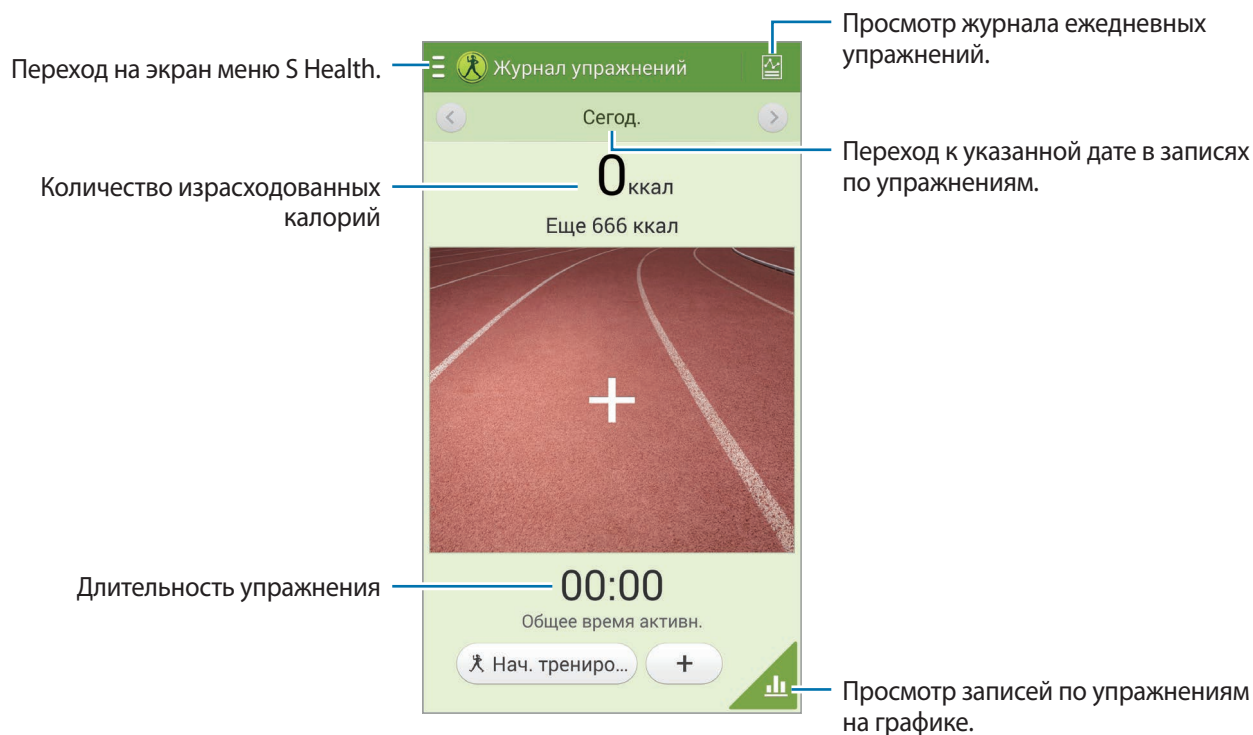 Просмотр журнала ежедневных
упражнений.
Переход на экран меню S Health.
Журнал упражнений
Сегод.
Переход к указанной дате в записях
по упражнениям.
Количество израсходованных
калорий
0 ккал
Еще 666 ккал
Длительность упражнения
00:00
Общее время активн.
Нач. трениро...
+
Просмотр записей по упражнениям
на графике.